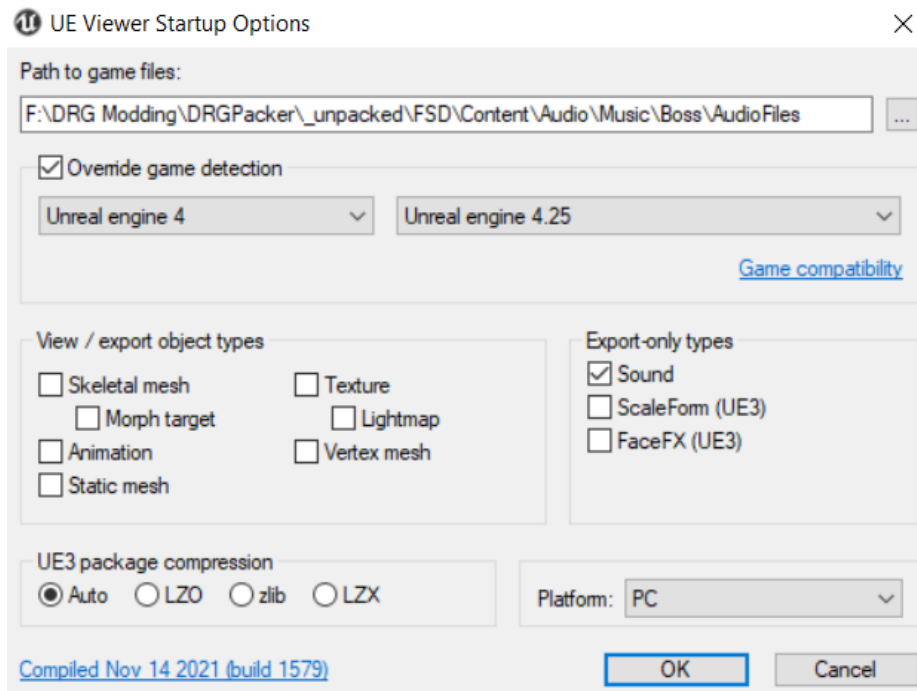 UE Viewer Startup Options
Path to game files:
F:\DRG Modding\DRGPacker\_unpacked\FSD\Content\Audio\Music\Boss\AudioFiles
...
Override game detection
Unreal engine 4
Unreal engine 4.25
Game compatibility
View / export object types
Skeletal mesh
Texture
Morph target
Lightmap
Animation
Vertex mesh
Static mesh
Export-only types
Sound
ScaleForm (UE3)
FaceFX (UE3)
UE3 package compression
Auto
LZO
zlib
LZX
Platform:
PC
Compiled Nov 14 2021 (build 1579)
OK
Cancel